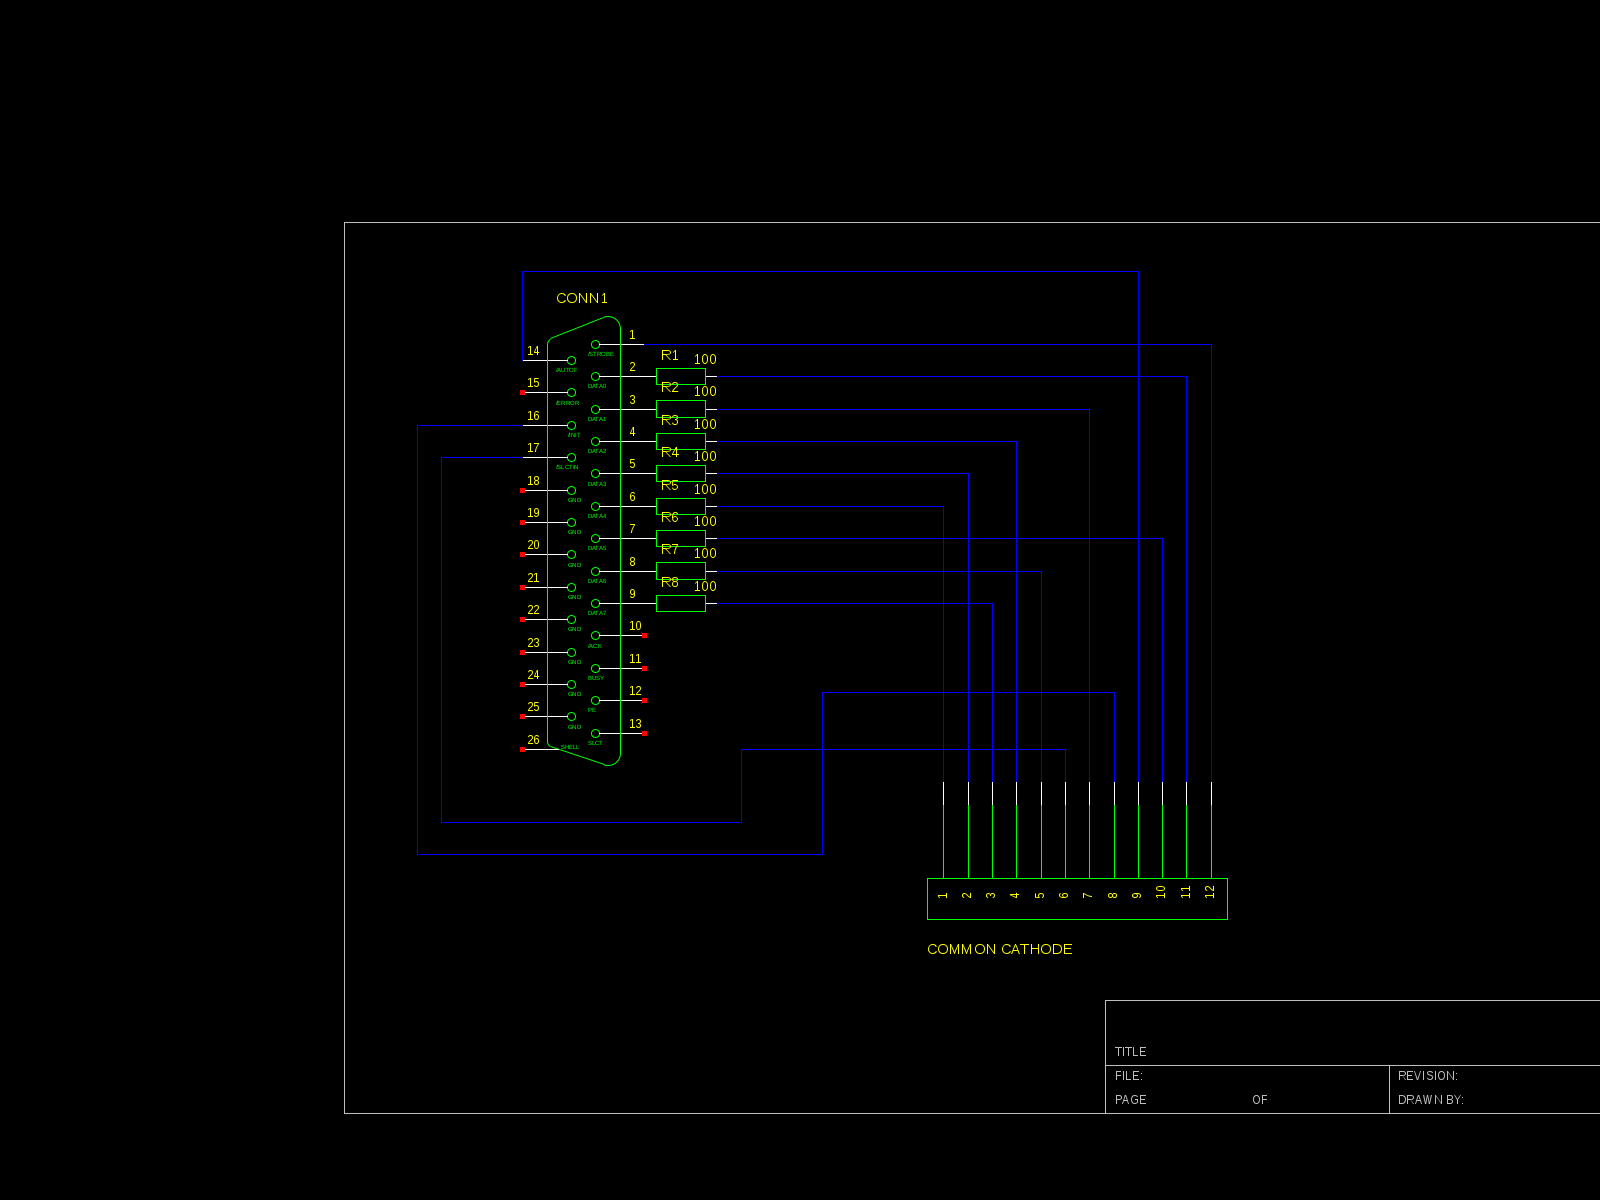 CONN1
1
/STROBE
14
/AUTOF
R1 100
2
DATA0
15
/ERROR
R2 100
3
DATA1
16
/INIT
R3 100
4
DATA2
17
/SLCTIN
R4 100
5
DATA3
18
GND
R5 100
6
DATA4
19
GND
R6 100
7
DATA5
20
GND
R7 100
8
DATA6
21
GND
R8 100
9
DATA7
22
GND
10
/ACK
23
GND
11
BUSY
24
GND
12
PE
25
GND
13
SLCT
26
SHELL
1 2 3 4 5 6 7 8 9 10 11 12
COMMON CATHODE
TITLE
FILE: REVISION:
PAGE OF DRAWN BY: